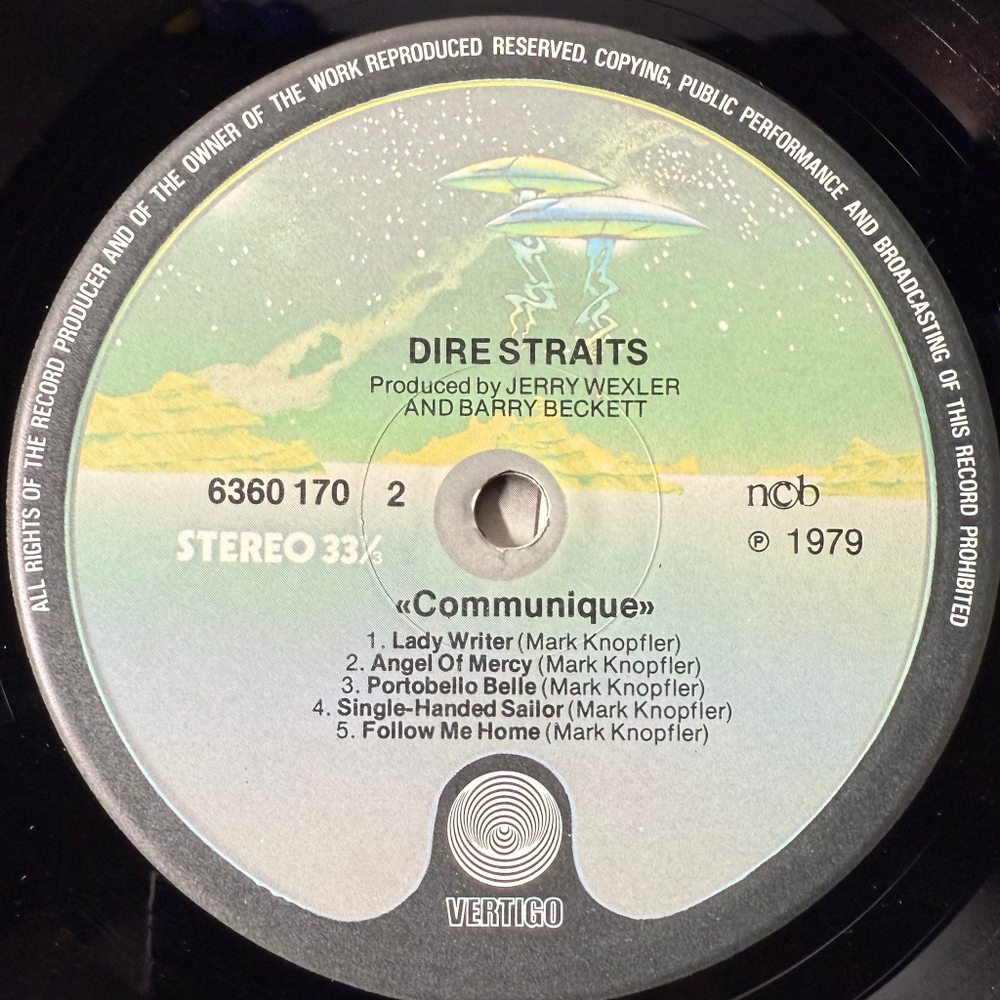 ALL RIGHTS OF THE RECORD PRODUCER AND OF THE OWNER OF THE WORK REPRODUCED RESERVED. COPYING, PUBLIC PERFORMANCE AND BROADCASTING OF THIS RECORD PROHIBITED
DIRE STRAITS
Produced by JERRY WEXLER
AND BARRY BECKETT
6360 170 2
ncb
STEREO 33⅓
℗ 1979
«Communique»
1. Lady Writer (Mark Knopfler)
2. Angel Of Mercy (Mark Knopfler)
3. Portobello Belle (Mark Knopfler)
4. Single-Handed Sailor (Mark Knopfler)
5. Follow Me Home (Mark Knopfler)
VERTIGO